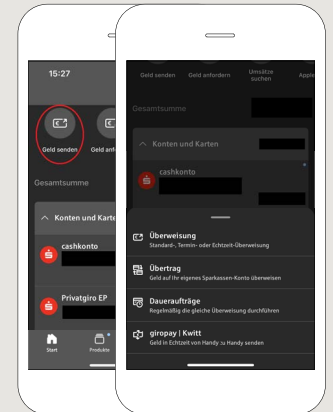 15:27
Geld senden
Geld anf
Gesamtsumme
Konten und Karte
cashkonto
Privatgiro EP
Start
Produkte
Geld senden
Geld anfordern
Umsätze
suchen
Apple
Gesamtsumme
Konten und Karten
cashkonto
Überweisung
Standard-, Termin- oder Echtzeit-Überweisung
Übertrag
Geld auf Ihr eigenes Sparkassen-Konto überweisen
Daueraufträge
Regelmäßig die gleiche Überweisung durchführen
giropay | Kwitt
Geld in Echtzeit von Handy zu Handy senden